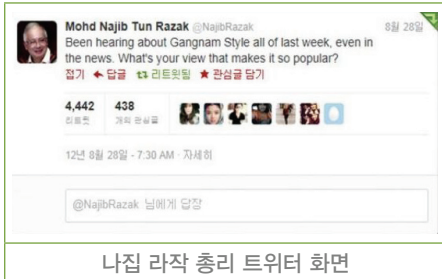 Mohd Najib Tun Razak @NajibRazak 8월 28일
Been hearing about Gangnam Style all of last week, even in
the news. What's your view that makes it so popular?
접기 답글 리트윗됨 관심글 담기
4,442 438
리트윗 개의 관심글
12년 8월 28일 - 7:30 AM · 자세히
@NajibRazak 님에게 답장
나집 라작 총리 트위터 화면